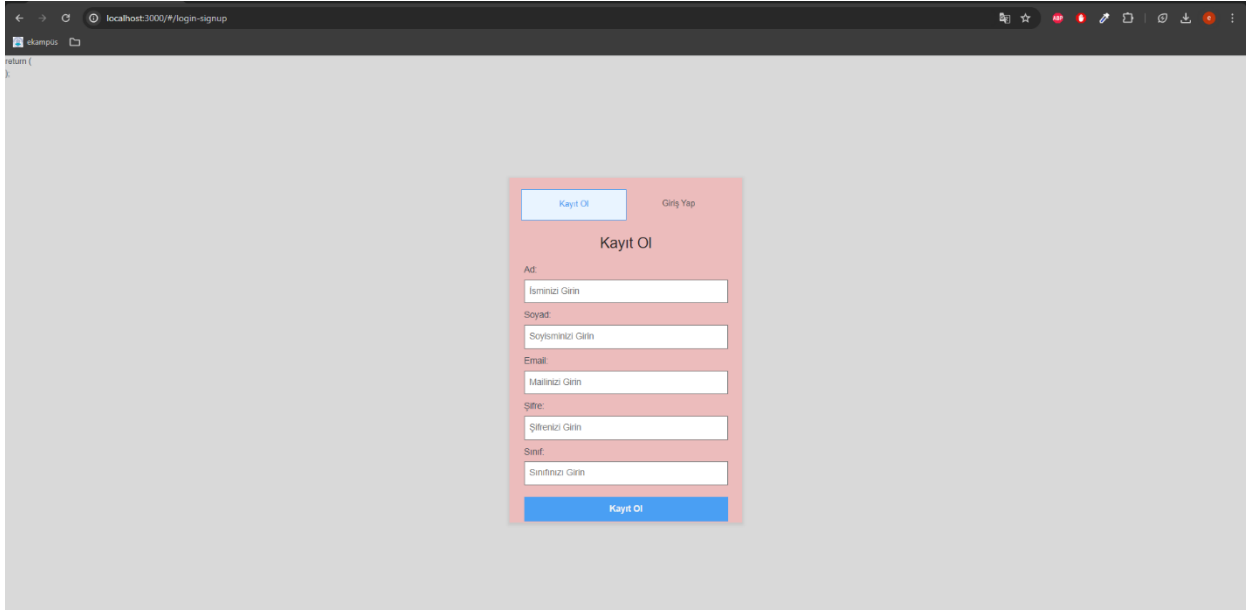 localhost:3000/#/login-signup
ekampüs
return (
);
Kayıt Ol
Giriş Yap
Kayıt Ol
Ad:
İsminizi Girin
Soyad:
Soyisminizi Girin
Email:
Mailinizi Girin
Şifre:
Şifrenizi Girin
Sınıf:
Sınıfınızı Girin
Kayıt Ol